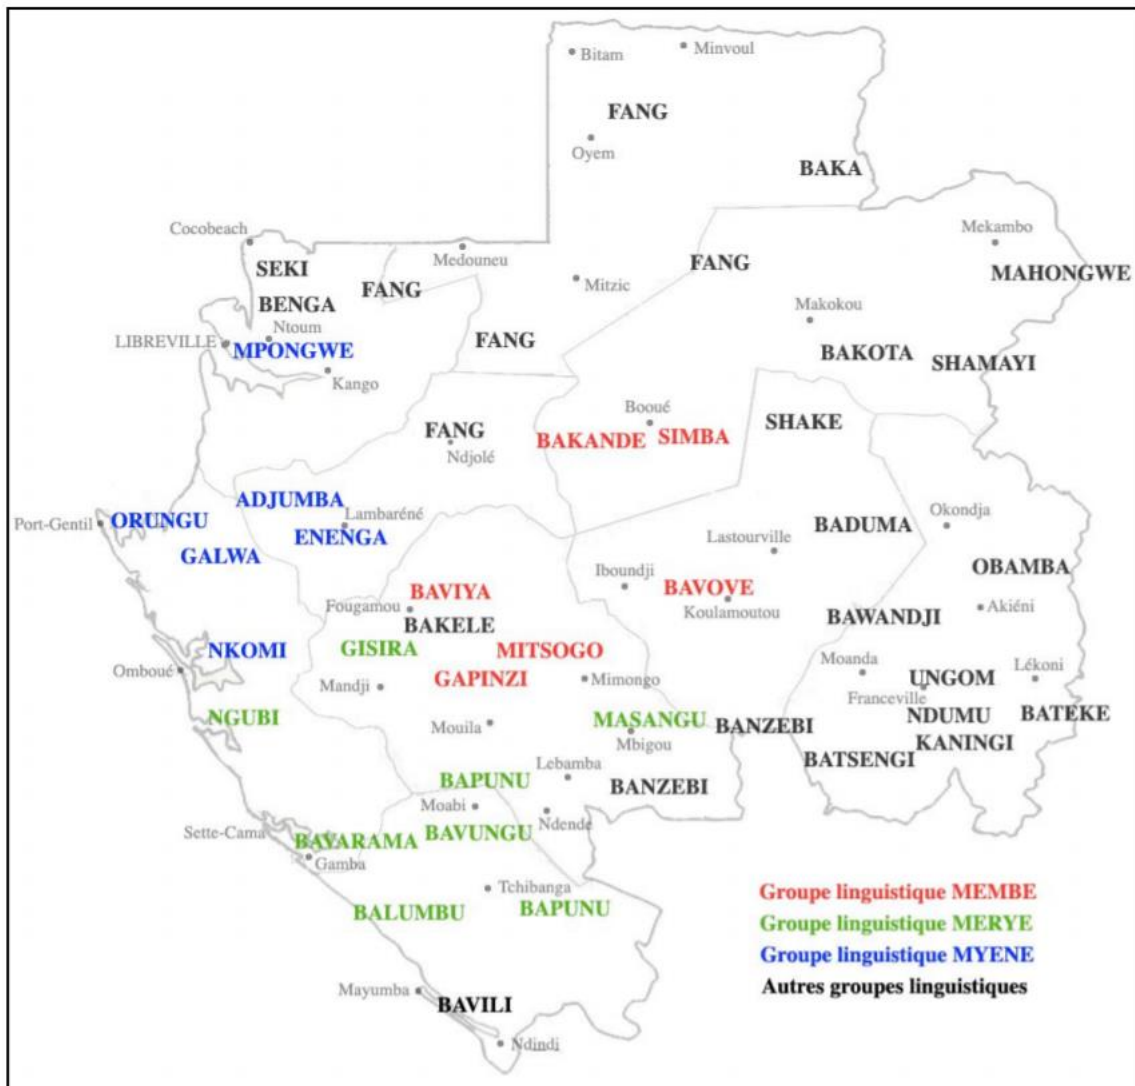 Bitam
Minvoul
FANG
Oyem
BAKA
Cocobeach
Medouneu
Mekambo
SEKI
FANG
FANG
MAHONGWE
Mitzic
BENGA
Makokou
Ntoum
LIBREVILLE
MPONGWE
FANG
BAKOTA
SHAMAYI
Kango
Booué
SHAKE
FANG
BAKANDE
SIMBA
Ndjolé
ADJUMBA
Port-Gentil
ORUNGU
Lambaréné
BADUMA
Okondja
ENENGA
GALWA
Lastourville
OBAMBA
Iboundji
BAVIYA
BAVOVE
Fougamou
Koulamoutou
Akiéni
BAKELE
BAWANDJI
GISIRA
NKOMI
MITSOGO
Moanda
Lékoni
Omboué
GAPINZI
Mimongo
UNGOM
Mandji
Franceville
NGUBI
Mouila
MASANGU
BANZEBI
NDUMU
BATEKE
Mbigou
KANINGI
BATSENGI
Lebamba
BAPUNU
BANZEBI
Moabi
Ndende
Sette-Cama
BAVARAMA
BAVUNGU
Gamba
Tchibanga
BALUMBU
BAPUNU
Groupe linguistique MEMBE
Groupe linguistique MERYE
Groupe linguistique MYENE
Autres groupes linguistiques
Mayumba
BAVILI
Ndindi